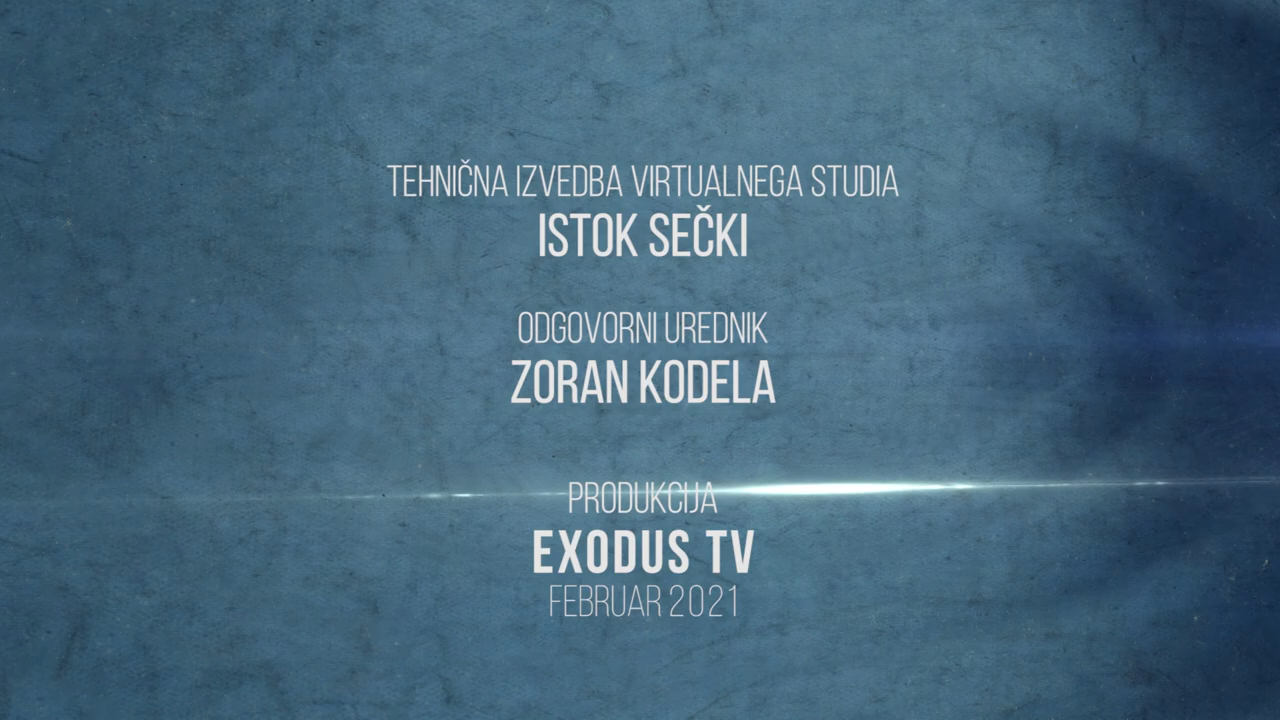 TEHNIČNA IZVEDBA VIRTUALNEGA STUDIA
ISTOK SEČKI
ODGOVORNI UREDNIK
ZORAN KODELA
PRODUKCIJA
EXODUS TV
FEBRUAR 2021